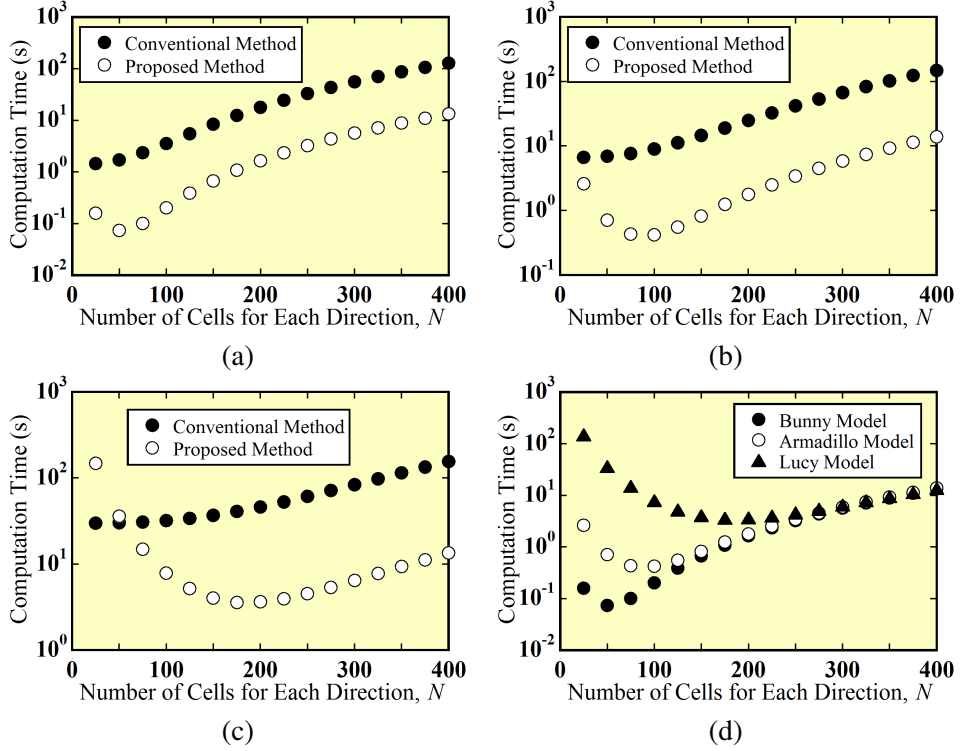 10^3
10^2
10^1
10^0
10^-1
10^-2
Computation Time (s)
Conventional Method
Proposed Method
0 100 200 300 400
Number of Cells for Each Direction, N
(a)
10^3
10^2
10^1
10^0
10^-1
Computation Time (s)
Conventional Method
Proposed Method
0 100 200 300 400
Number of Cells for Each Direction, N
(b)
10^3
10^2
10^1
10^0
Computation Time (s)
Conventional Method
Proposed Method
0 100 200 300 400
Number of Cells for Each Direction, N
(c)
10^3
10^2
10^1
10^0
10^-1
10^-2
Computation Time (s)
Bunny Model
Armadillo Model
Lucy Model
0 100 200 300 400
Number of Cells for Each Direction, N
(d)